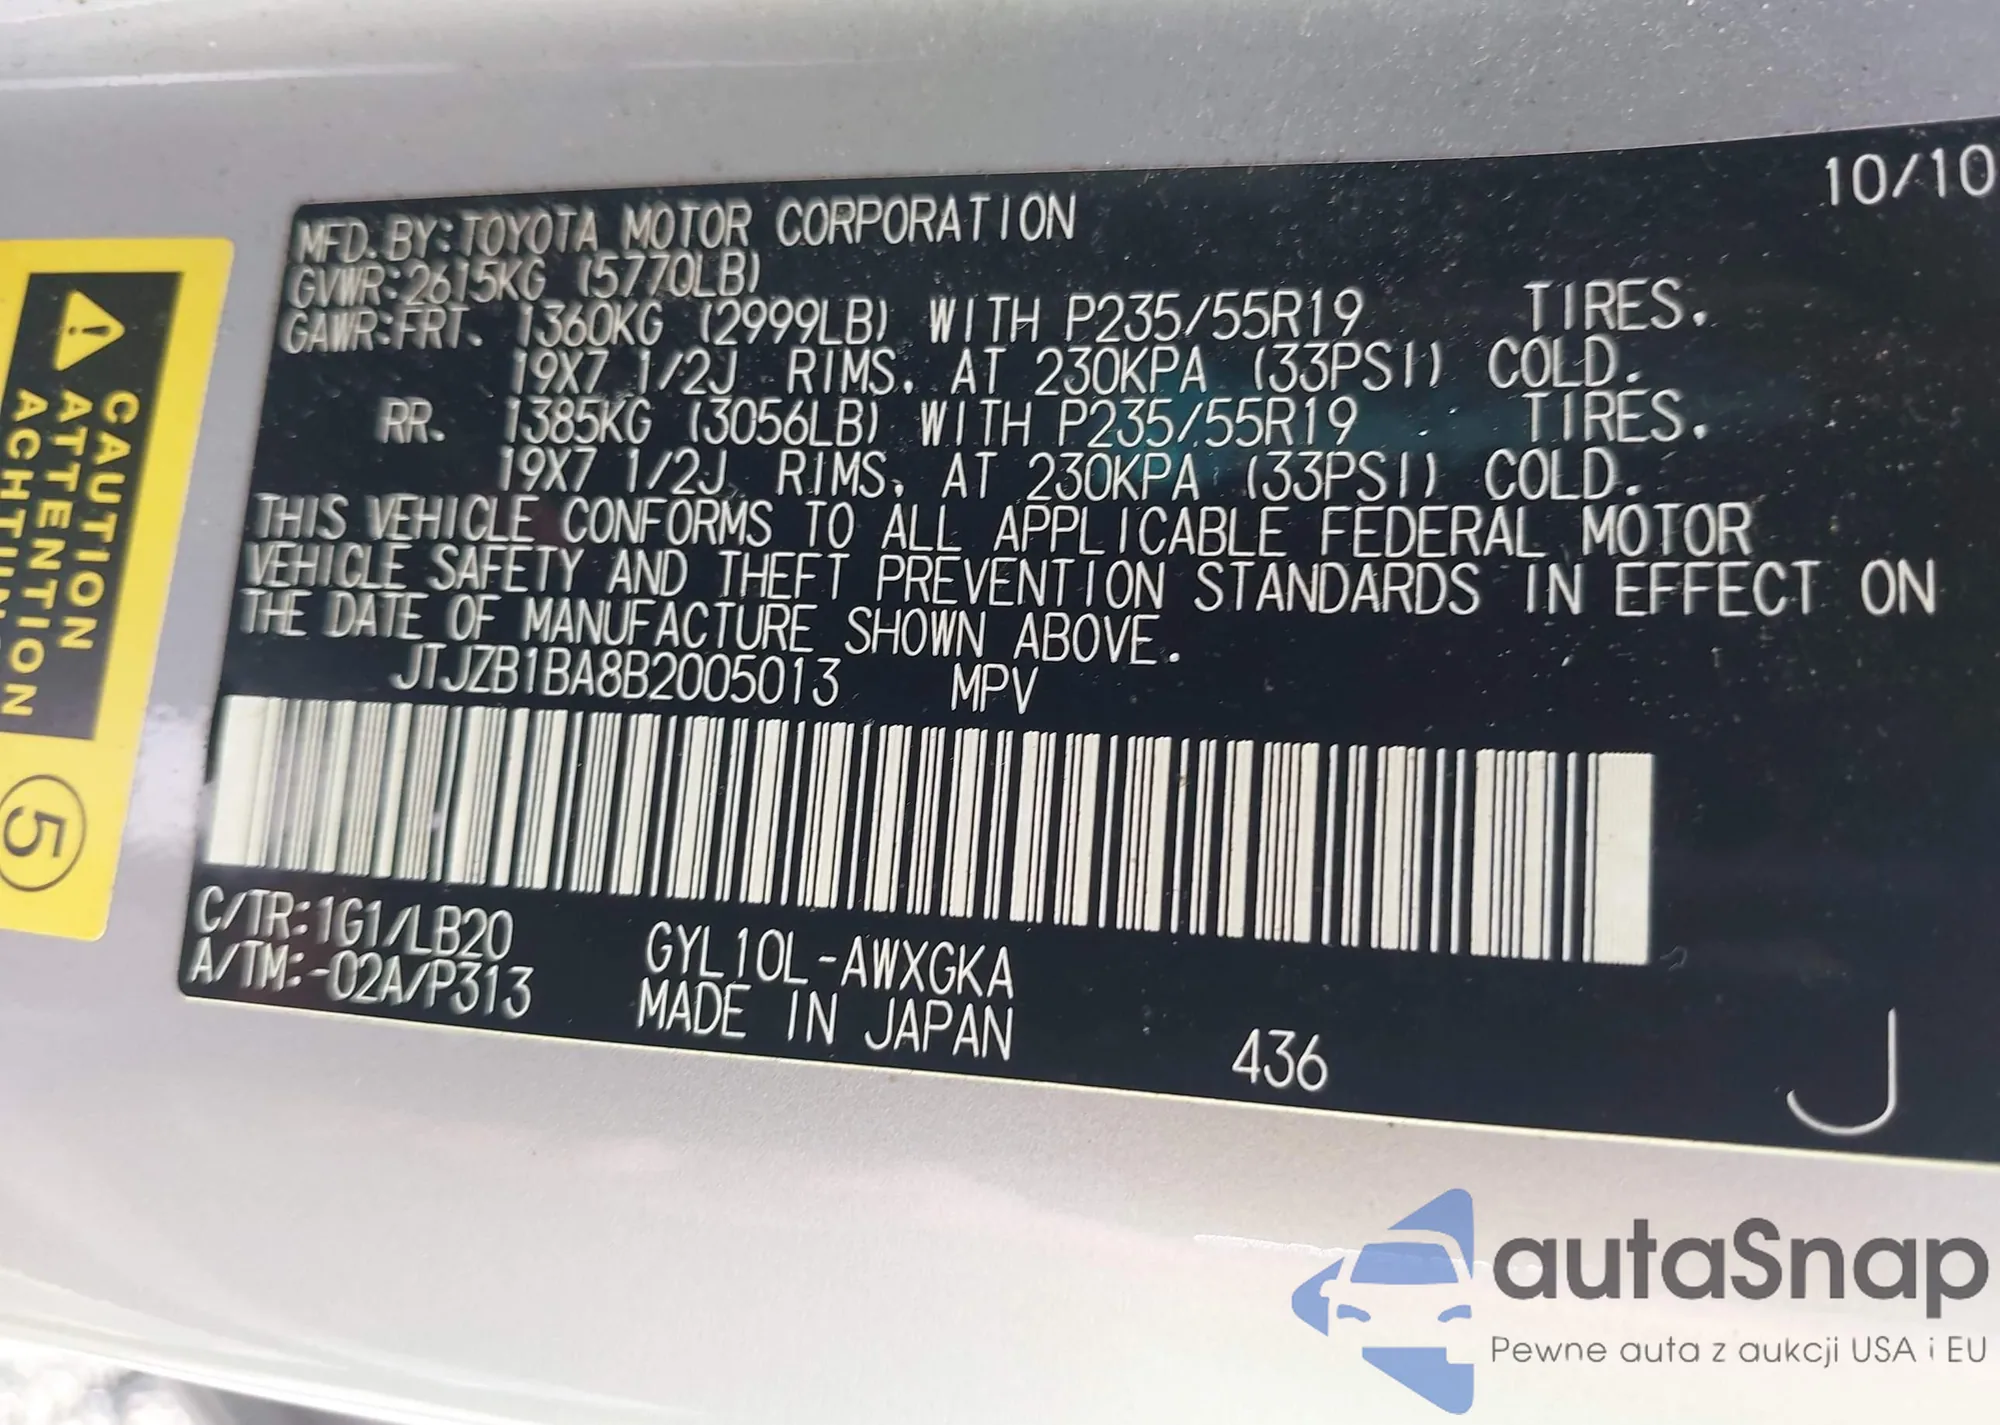 10/10
MFD. BY: TOYOTA MOTOR CORPORATION
GVWR: 2615KG (5770LB)
GAWR: FRT. 1360KG (2999LB) WITH P235/55R19 TIRES.
19X7 1/2J RIMS, AT 230KPA (33PSI) COLD.
RR. 1385KG (3056LB) WITH P235/55R19 TIRES.
19X7 1/2J RIMS, AT 230KPA (33PSI) COLD.
THIS VEHICLE CONFORMS TO ALL APPLICABLE FEDERAL MOTOR
VEHICLE SAFETY AND THEFT PREVENTION STANDARDS IN EFFECT ON
THE DATE OF MANUFACTURE SHOWN ABOVE.
JTJZB1BA8B2005013 MPV
C/TR: 1G1/LB20
A/TM: -02A/P313
GYL10L-AWXGKA
MADE IN JAPAN
436
J
CAUTION
ATTENTION
5
autaSnap
Pewne auta z aukcji USA i EU